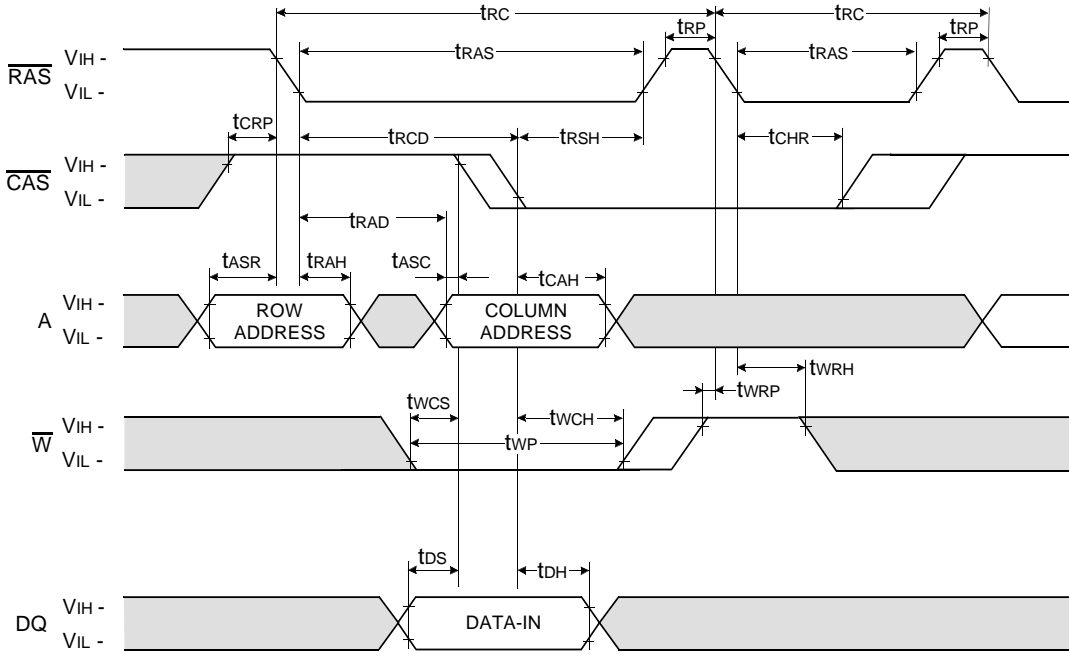 tRC tRC
tRP tRP
VIH -
RAS
VIL -
tRAS tRAS
tCRP tRCD tRSH tCHR
VIH -
CAS
VIL -
tRAD
tASR tRAH tASC tCAH
VIH -
A
VIL -
ROW
ADDRESS
COLUMN
ADDRESS
tWRH
tWRP
tWCS tWCH
VIH -
W
VIL -
tWP
tDS tDH
VIH -
DQ
VIL -
DATA-IN